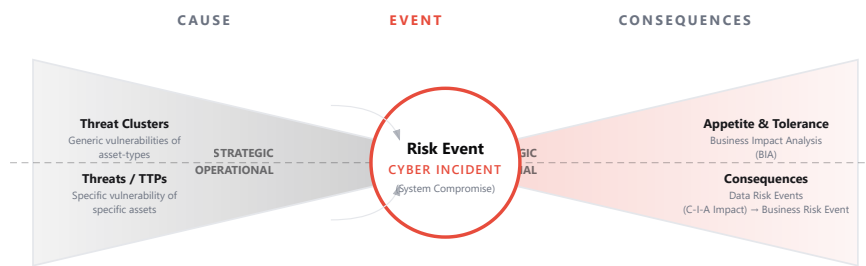 CAUSE
EVENT
CONSEQUENCES
Threat Clusters
Generic vulnerabilities of
asset-types
STRATEGIC
OPERATIONAL
Threats / TTPs
Specific vulnerability of
specific assets
Risk Event
CYBER INCIDENT
(System Compromise)
GIC
AL
Appetite & Tolerance
Business Impact Analysis
(BIA)
Consequences
Data Risk Events
(C-I-A Impact) → Business Risk Event